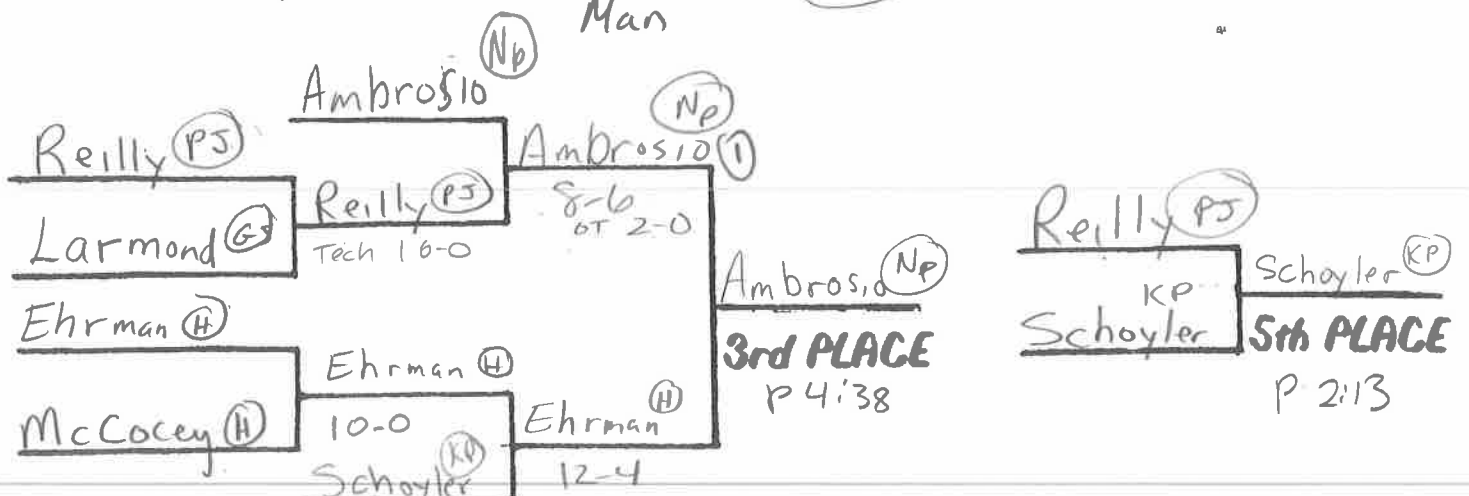 Man
Ambrosio Np
Reilly PJ
Larmond GS
Reilly PJ
Tech 16-0
Ambrosio Np 1
8-6
OT 2-0
Ehrman H
McCocey H
Ehrman H
10-0
Schoyler KP
Ehrman H
12-4
Ambrosio Np
3rd PLACE
P 4:38
Reilly PJ
Schoyler KP
Schoyler KP
5th PLACE
P 2:13